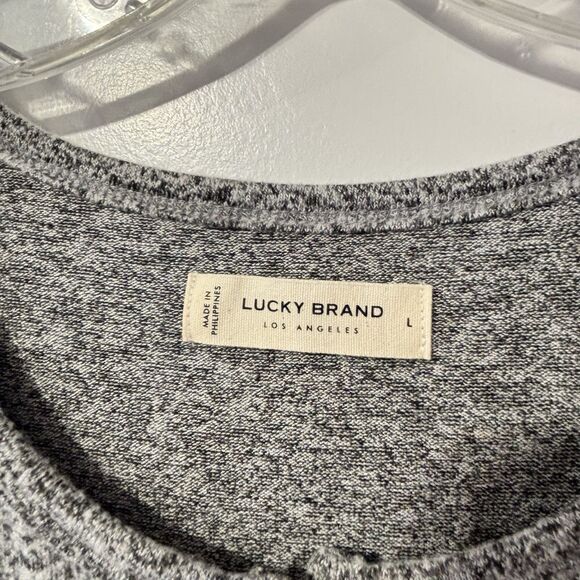 MADE IN
PHILIPPINES
LUCKY BRAND
LOS ANGELES
L